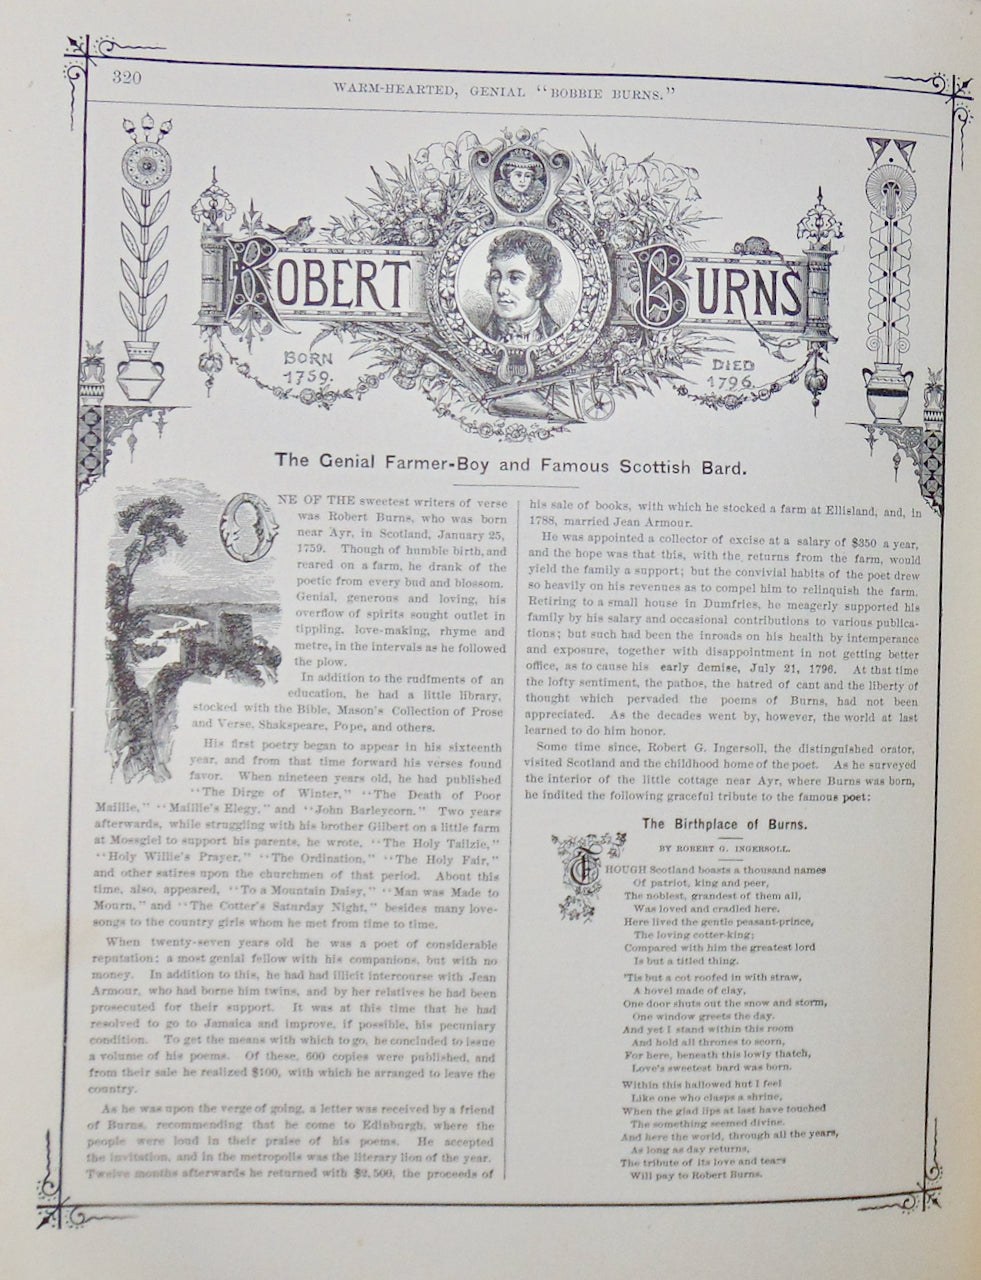 320
WARM-HEARTED, GENIAL "BOBBIE BURNS."
ROBERT BURNS
BORN
1759.
DIED
1796.
The Genial Farmer-Boy and Famous Scottish Bard.
ONE OF THE sweetest writers of verse
was Robert Burns, who was born
near Ayr, in Scotland, January 25,
1759. Though of humble birth, and
reared on a farm, he drank of the
poetic from every bud and blossom.
Genial, generous and loving, his
overflow of spirits sought outlet in
tippling, love-making, rhyme and
metre, in the intervals as he followed
the plow.
In addition to the rudiments of an
education, he had a little library,
stocked with the Bible, Mason's Collection of Prose
and Verse, Shakspeare, Pope, and others.
His first poetry began to appear in his sixteenth
year, and from that time forward his verses found
favor. When nineteen years old, he had published
"The Dirge of Winter," "The Death of Poor
Maillie," "Maillie's Elegy," and "John Barleycorn." Two years
afterwards, while struggling with his brother Gilbert on a little farm
at Mossgiel to support his parents, he wrote, "The Holy Tailzie,"
"Holy Willie's Prayer," "The Ordination," "The Holy Fair,"
and other satires upon the churchmen of that period. About this
time, also, appeared, "To a Mountain Daisy," "Man was Made to
Mourn," and "The Cotter's Saturday Night," besides many love-
songs to the country girls whom he met from time to time.
When twenty-seven years old he was a poet of considerable
reputation; a most genial fellow with his companions, but with no
money. In addition to this, he had had illicit intercourse with Jean
Armour, who had borne him twins, and by her relatives he had been
prosecuted for their support. It was at this time that he had
resolved to go to Jamaica and improve, if possible, his pecuniary
condition. To get the means with which to go, he concluded to issue
a volume of his poems. Of these, 600 copies were published, and
from their sale he realized $100, with which he arranged to leave the
country.
As he was upon the verge of going, a letter was received by a friend
of Burns, recommending that he come to Edinburgh, where the
people were loud in their praise of his poems. He accepted
the invitation, and in the metropolis was the literary lion of the year.
Twelve months afterwards he returned with $2,500, the proceeds of
his sale of books, with which he stocked a farm at Ellisland, and, in
1788, married Jean Armour.
He was appointed a collector of excise at a salary of $350 a year,
and the hope was that this, with the returns from the farm, would
yield the family a support; but the convivial habits of the poet drew
so heavily on his revenues as to compel him to relinquish the farm.
Retiring to a small house in Dumfries, he meagerly supported his
family by his salary and occasional contributions to various publica-
tions; but such had been the inroads on his health by intemperance
and exposure, together with disappointment in not getting better
office, as to cause his early demise, July 21, 1796. At that time
the lofty sentiment, the pathos, the hatred of cant and the liberty of
thought which pervaded the poems of Burns, had not been
appreciated. As the decades went by, however, the world at last
learned to do him honor.
Some time since, Robert G. Ingersoll, the distinguished orator,
visited Scotland and the childhood home of the poet. As he surveyed
the interior of the little cottage near Ayr, where Burns was born,
he indited the following graceful tribute to the famous poet:
The Birthplace of Burns.
BY ROBERT G. INGERSOLL.
THOUGH Scotland boasts a thousand names
Of patriot, king and peer,
The noblest, grandest of them all,
Was loved and cradled here.
Here lived the gentle peasant-prince,
The loving cotter-king;
Compared with him the greatest lord
Is but a titled thing.
'Tis but a cot roofed in with straw,
A hovel made of clay,
One door shuts out the snow and storm,
One window greets the day.
And yet I stand within this room
And hold all thrones to scorn,
For here, beneath this lowly thatch,
Love's sweetest bard was born.
Within this hallowed hut I feel
Like one who clasps a shrine,
When the glad lips at last have touched
The something seemed divine.
And here the world, through all the years,
As long as day returns,
The tribute of its love and tears
Will pay to Robert Burns.